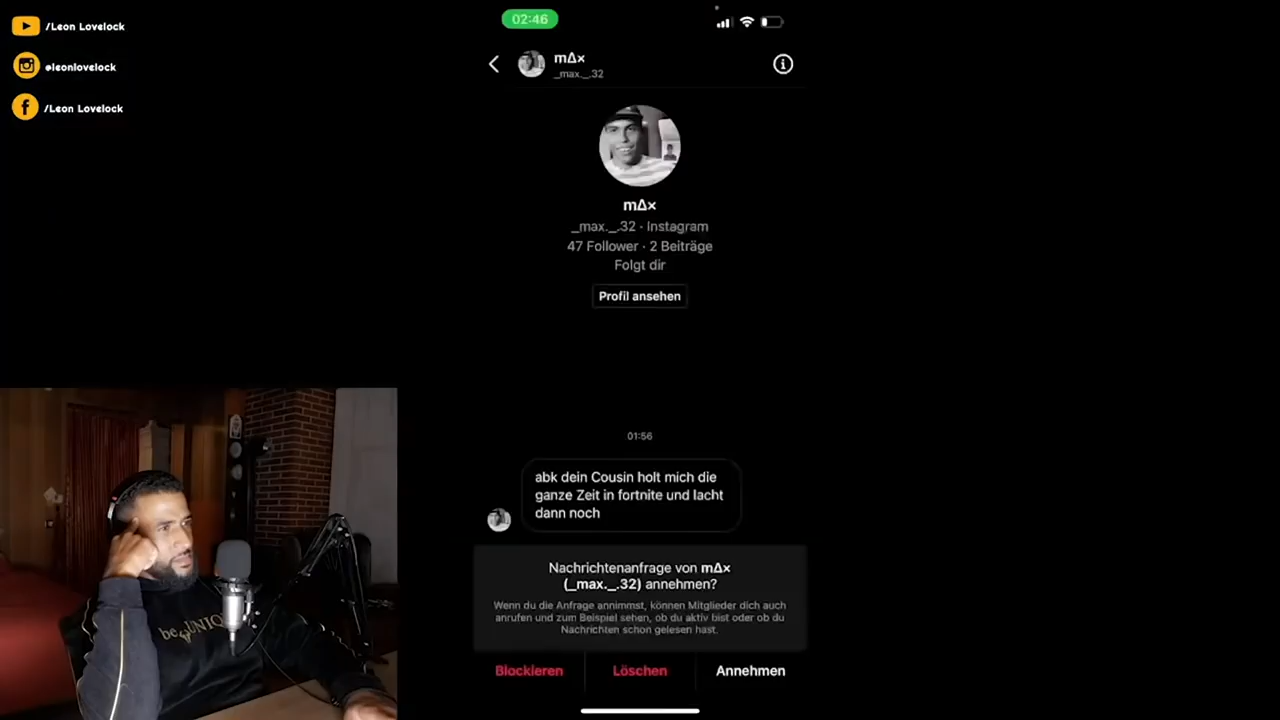 /Leon Lovelock
@leonlovelock
/Leon Lovelock
02:46
m∆×
_max._.32
m∆×
_max._.32 · Instagram
47 Follower · 2 Beiträge
Folgt dir
Profil ansehen
01:56
abk dein Cousin holt mich die
ganze Zeit in fortnite und lacht
dann noch
Nachrichtenanfrage von m∆×
(_max._.32) annehmen?
Wenn du die Anfrage annimmst, können Mitglieder dich auch
anrufen und zum Beispiel sehen, ob du aktiv bist oder ob du
Nachrichten schon gelesen hast.
Blockieren
Löschen
Annehmen